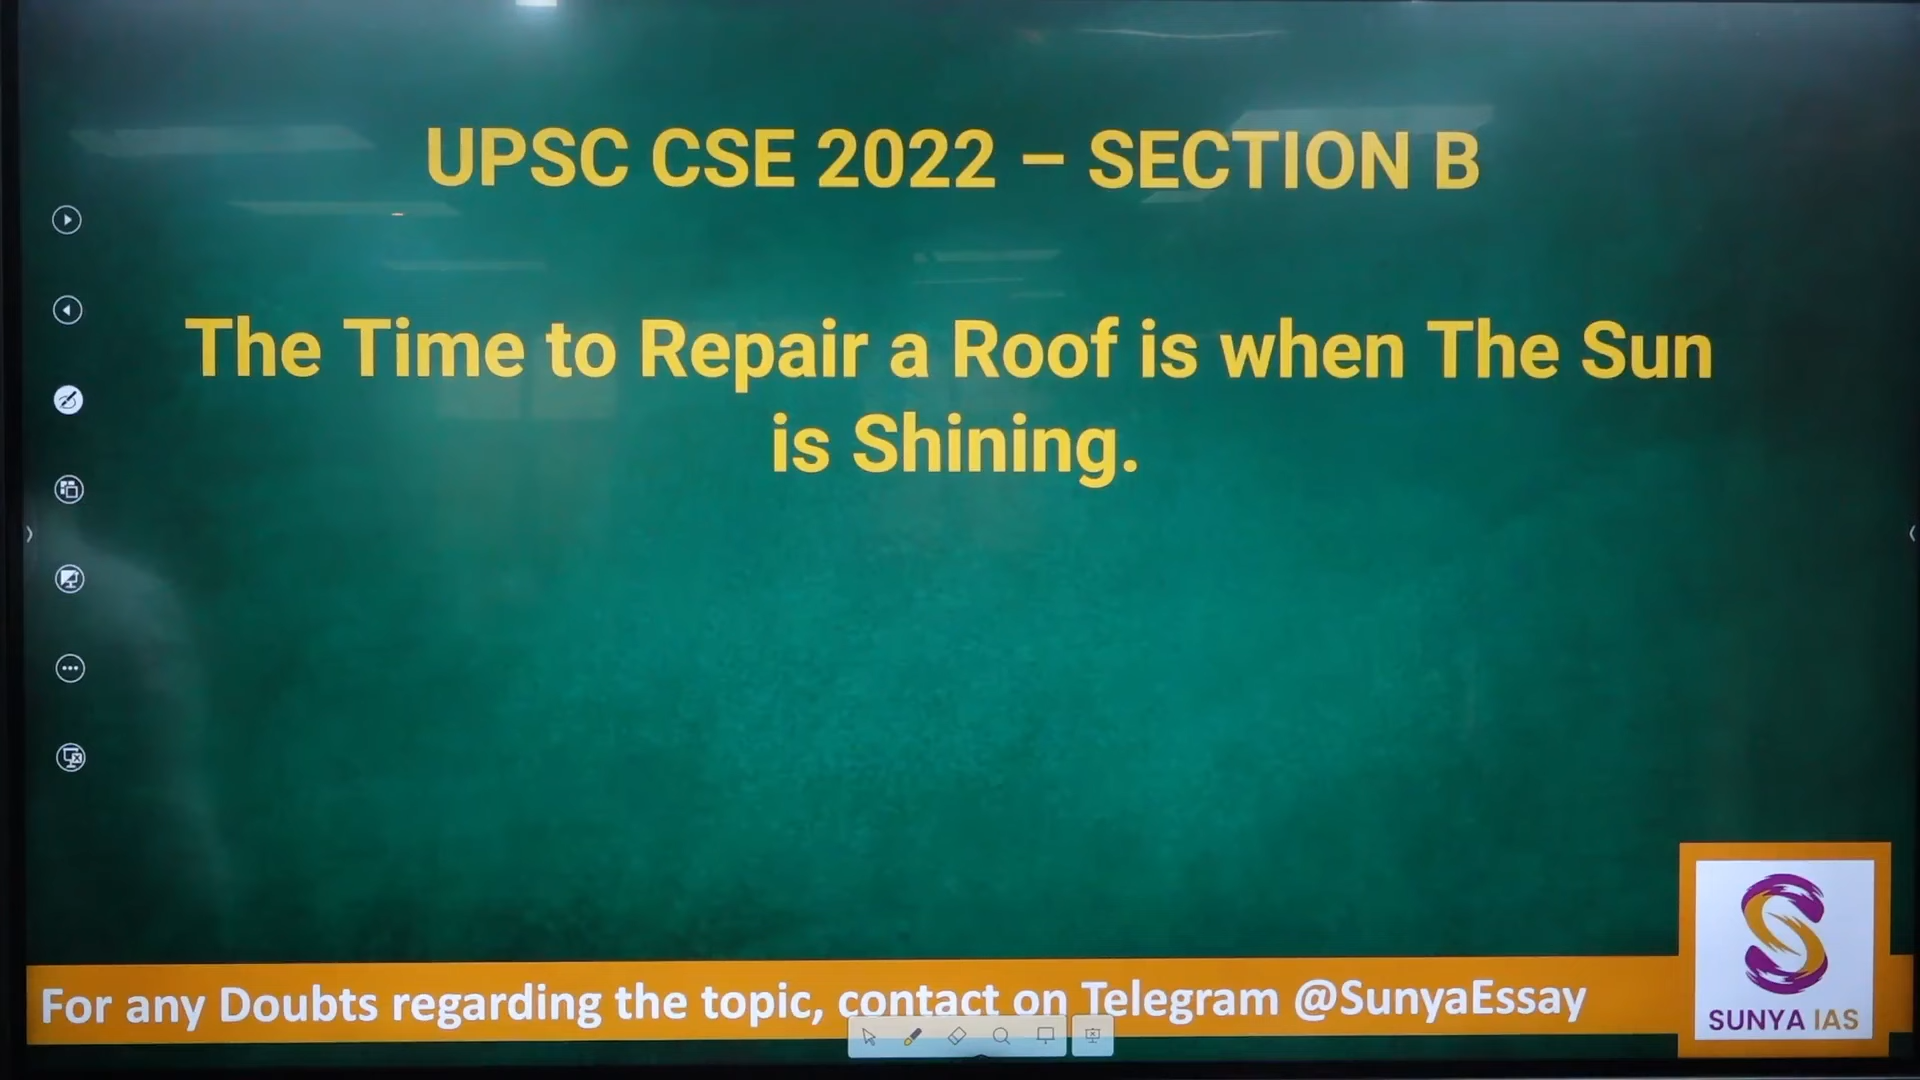 UPSC CSE 2022 – SECTION B
The Time to Repair a Roof is when The Sun
is Shining.
For any Doubts regarding the topic, contact on Telegram @SunyaEssay
SUNYA IAS